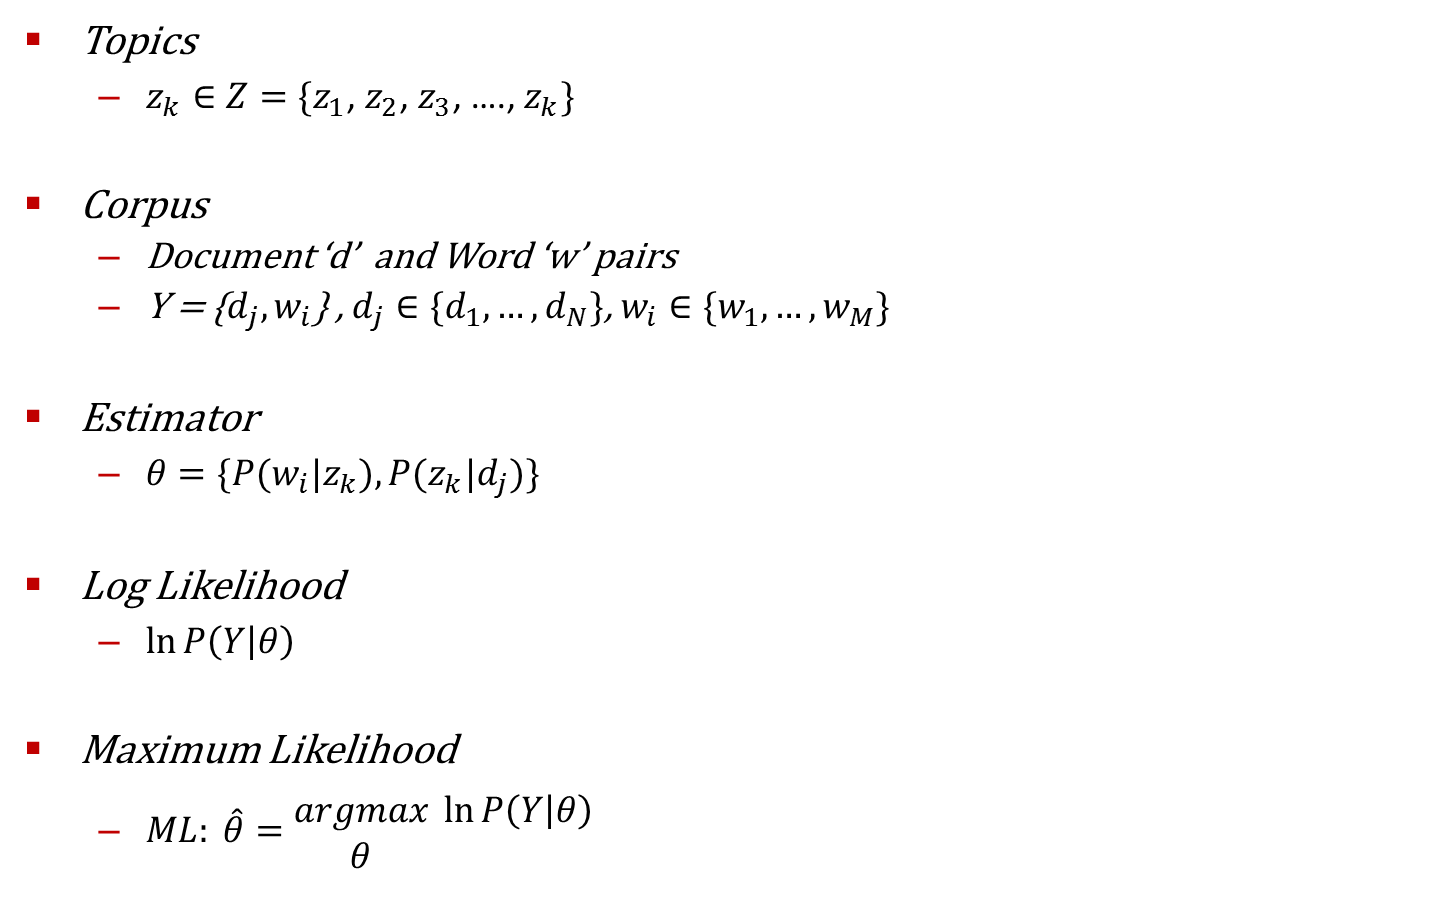 ▪ Topics
– z_k ∈ Z = {z_1, z_2, z_3, ...., z_k}
▪ Corpus
– Document ‘d’ and Word ‘w’ pairs
– Y = {d_j, w_i} , d_j ∈ {d_1, … , d_N}, w_i ∈ {w_1, … , w_M}
▪ Estimator
– θ = {P(w_i|z_k), P(z_k|d_j)}
▪ Log Likelihood
– ln P(Y|θ)
▪ Maximum Likelihood
– ML: θ̂ = argmax ln P(Y|θ)
θ